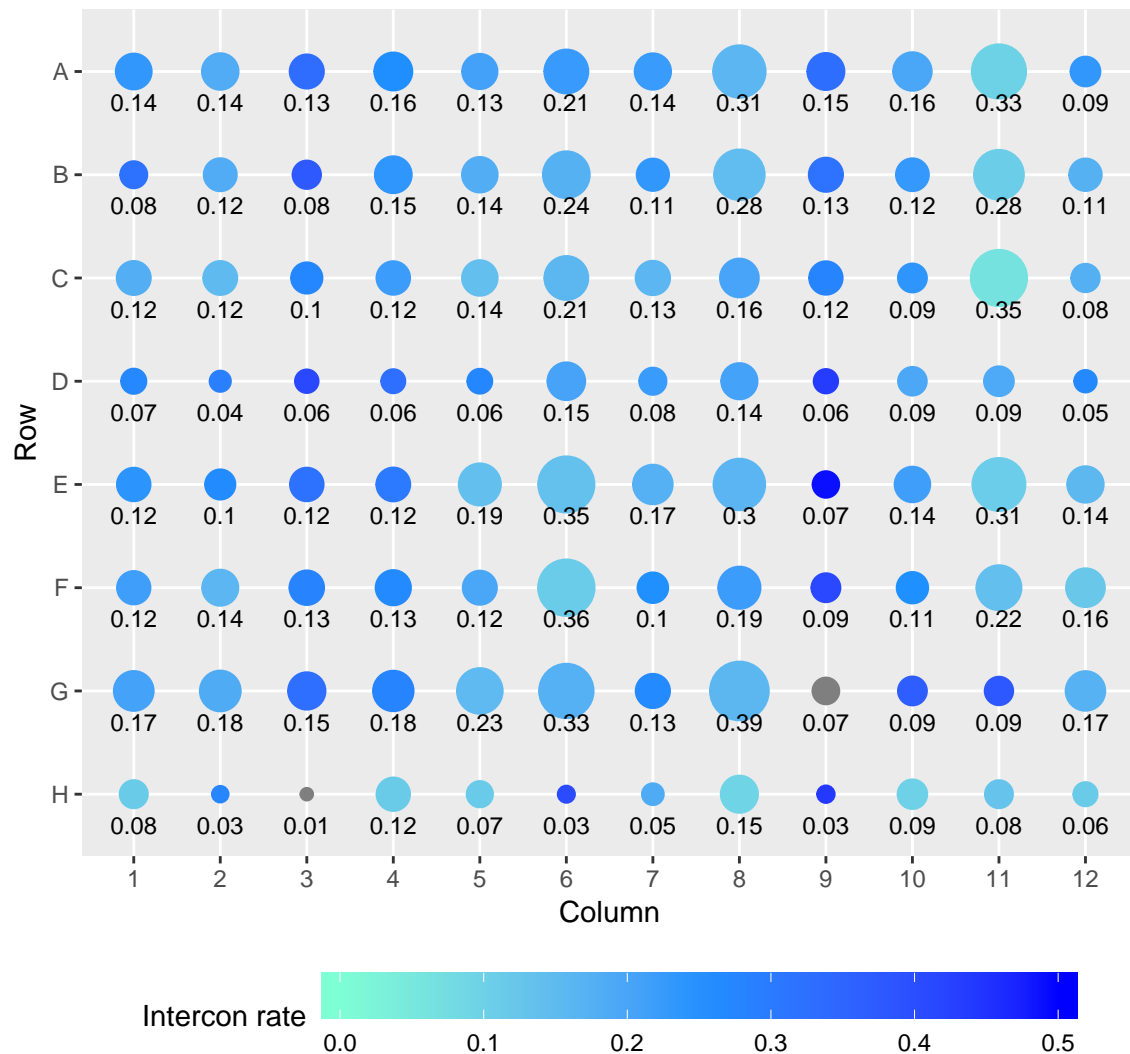 A
0.14 0.14 0.13 0.16 0.13 0.21 0.14 0.31 0.15 0.16 0.33 0.09
B
0.08 0.12 0.08 0.15 0.14 0.24 0.11 0.28 0.13 0.12 0.28 0.11
C
0.12 0.12 0.1 0.12 0.14 0.21 0.13 0.16 0.12 0.09 0.35 0.08
D
0.07 0.04 0.06 0.06 0.06 0.15 0.08 0.14 0.06 0.09 0.09 0.05
Row
E
0.12 0.1 0.12 0.12 0.19 0.35 0.17 0.3 0.07 0.14 0.31 0.14
F
0.12 0.14 0.13 0.13 0.12 0.36 0.1 0.19 0.09 0.11 0.22 0.16
G
0.17 0.18 0.15 0.18 0.23 0.33 0.13 0.39 0.07 0.09 0.09 0.17
H
0.08 0.03 0.01 0.12 0.07 0.03 0.05 0.15 0.03 0.09 0.08 0.06
1 2 3 4 5 6 7 8 9 10 11 12
Column
Intercon rate
0.0 0.1 0.2 0.3 0.4 0.5